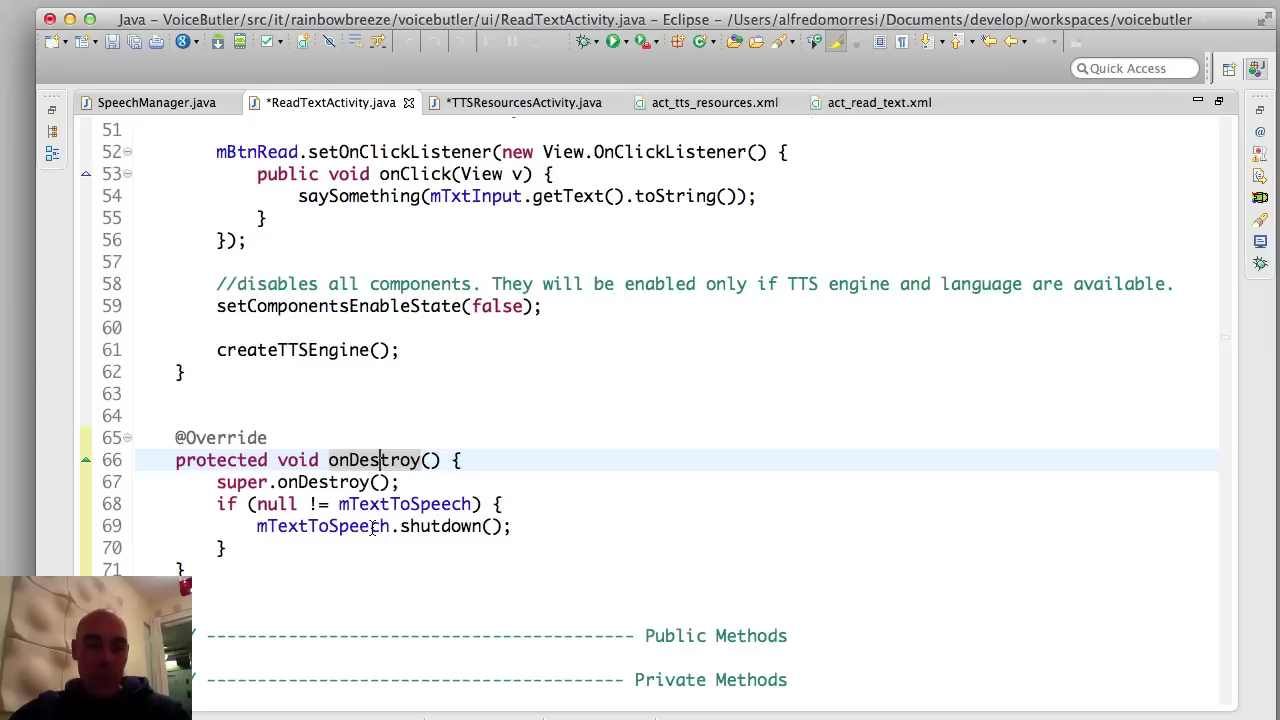 Java – VoiceButler/src/it/rainbowbreeze/voicebutler/ui/ReadTextActivity.java – Eclipse – /Users/alfredomorresi/Documents/develop/workspaces/voicebutler
Quick Access
SpeechManager.java *ReadTextActivity.java *TTSResourcesActivity.java act_tts_resources.xml act_read_text.xml
51
52 mBtnRead.setOnClickListener(new View.OnClickListener() {
53 public void onClick(View v) {
54 saySomething(mTxtInput.getText().toString());
55 }
56 });
57
58 //disables all components. They will be enabled only if TTS engine and language are available.
59 setComponentsEnableState(false);
60
61 createTTSEngine();
62 }
63
64
65 @Override
66 protected void onDestroy() {
67 super.onDestroy();
68 if (null != mTextToSpeech) {
69 mTextToSpeech.shutdown();
70 }
71 }
/ ------------------------------------------ Public Methods
/ ----------------------------------------- Private Methods